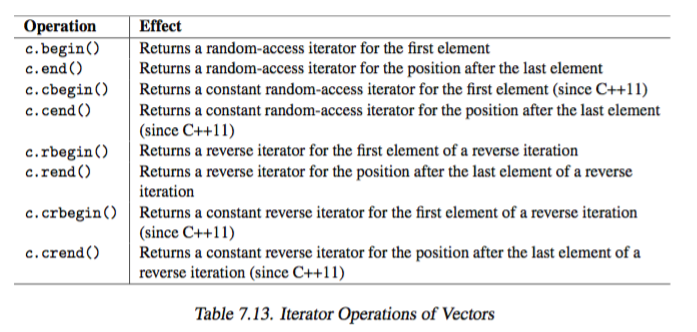 Operation Effect
c.begin() Returns a random-access iterator for the first element
c.end() Returns a random-access iterator for the position after the last element
c.cbegin() Returns a constant random-access iterator for the first element (since C++11)
c.cend() Returns a constant random-access iterator for the position after the last element
(since C++11)
c.rbegin() Returns a reverse iterator for the first element of a reverse iteration
c.rend() Returns a reverse iterator for the position after the last element of a reverse
iteration
c.crbegin() Returns a constant reverse iterator for the first element of a reverse iteration
(since C++11)
c.crend() Returns a constant reverse iterator for the position after the last element of a
reverse iteration (since C++11)
Table 7.13. Iterator Operations of Vectors